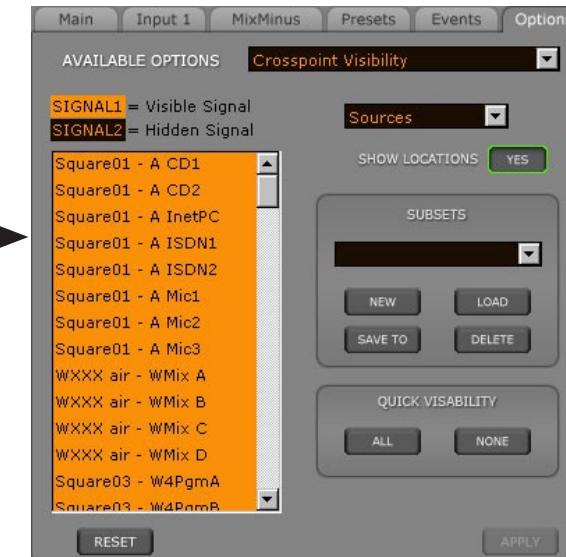 Main Input 1 MixMinus Presets Events Option
AVAILABLE OPTIONS Crosspoint Visibility
SIGNAL1 = Visible Signal
SIGNAL2 = Hidden Signal
Sources
SHOW LOCATIONS YES
Square01 - A CD1
Square01 - A CD2
Square01 - A InetPC
Square01 - A ISDN1
Square01 - A ISDN2
Square01 - A Mic1
Square01 - A Mic2
Square01 - A Mic3
WXXX air - WMix A
WXXX air - WMix B
WXXX air - WMix C
WXXX air - WMix D
Square03 - W4PgmA
Square03 - W4PgmB
SUBSETS
NEW LOAD
SAVE TO DELETE
QUICK VISABILITY
ALL NONE
RESET APPLY